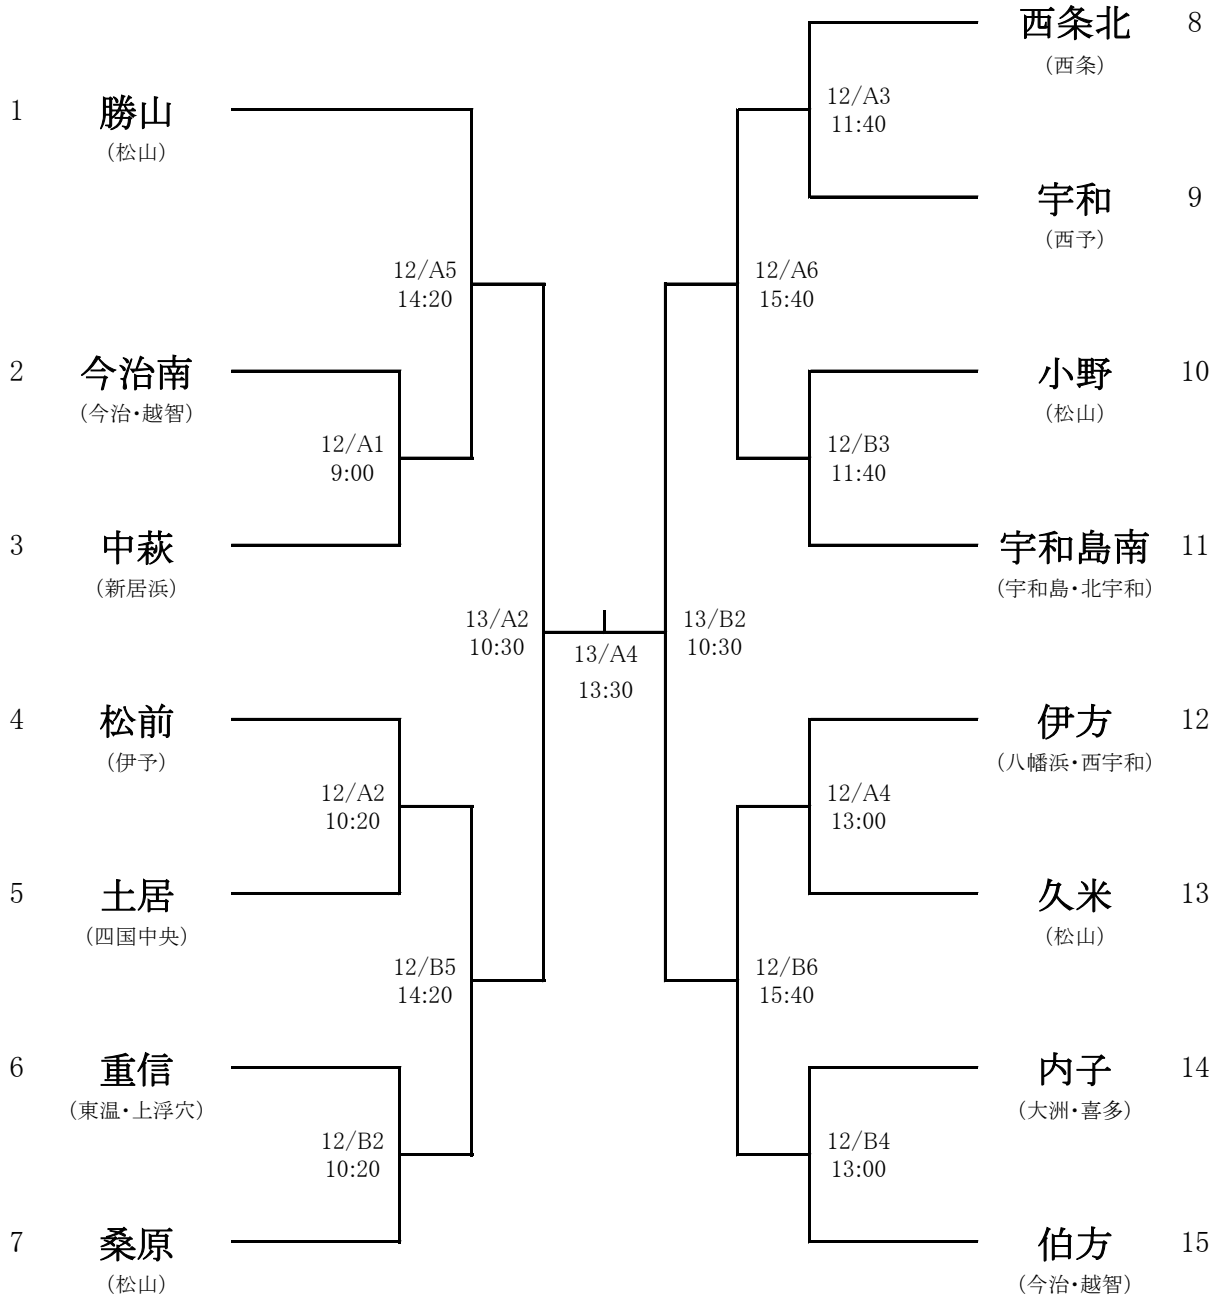 1 勝山
（松山）
2 今治南
（今治・越智）
3 中萩
（新居浜）
4 松前
（伊予）
5 土居
（四国中央）
6 重信
（東温・上浮穴）
7 桑原
（松山）
12/A1
9:00
12/A2
10:20
12/B2
10:20
12/A5
14:20
12/B5
14:20
13/A2
10:30
13/A4
13:30
13/B2
10:30
12/A6
15:40
12/B6
15:40
12/A3
11:40
12/B3
11:40
12/A4
13:00
12/B4
13:00
西条北 8
（西条）
宇和 9
（西予）
小野 10
（松山）
宇和島南 11
（宇和島・北宇和）
伊方 12
（八幡浜・西宇和）
久米 13
（松山）
内子 14
（大洲・喜多）
伯方 15
（今治・越智）